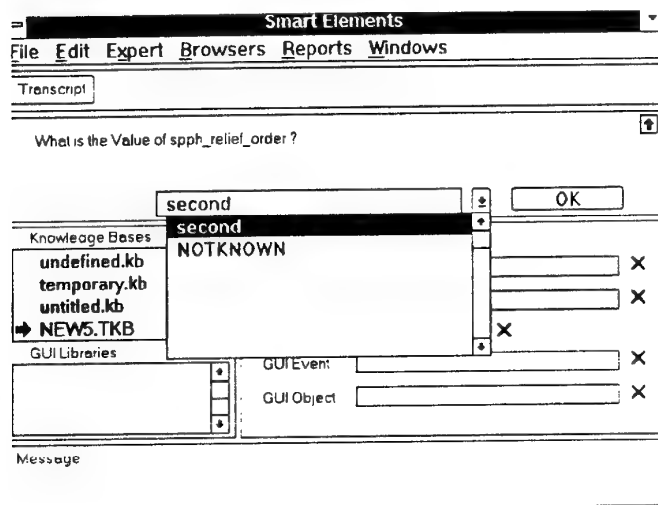 Smart Elements
File Edit Expert Browsers Reports Windows
Transcript
What is the Value of spph_relief_order ?
second
OK
second
NOTKNOWN
Knowledge Bases
undefined.kb
temporary.kb
untitled.kb
NEW5.TKB
GUI Libraries
GUI Event
GUI Object
Message